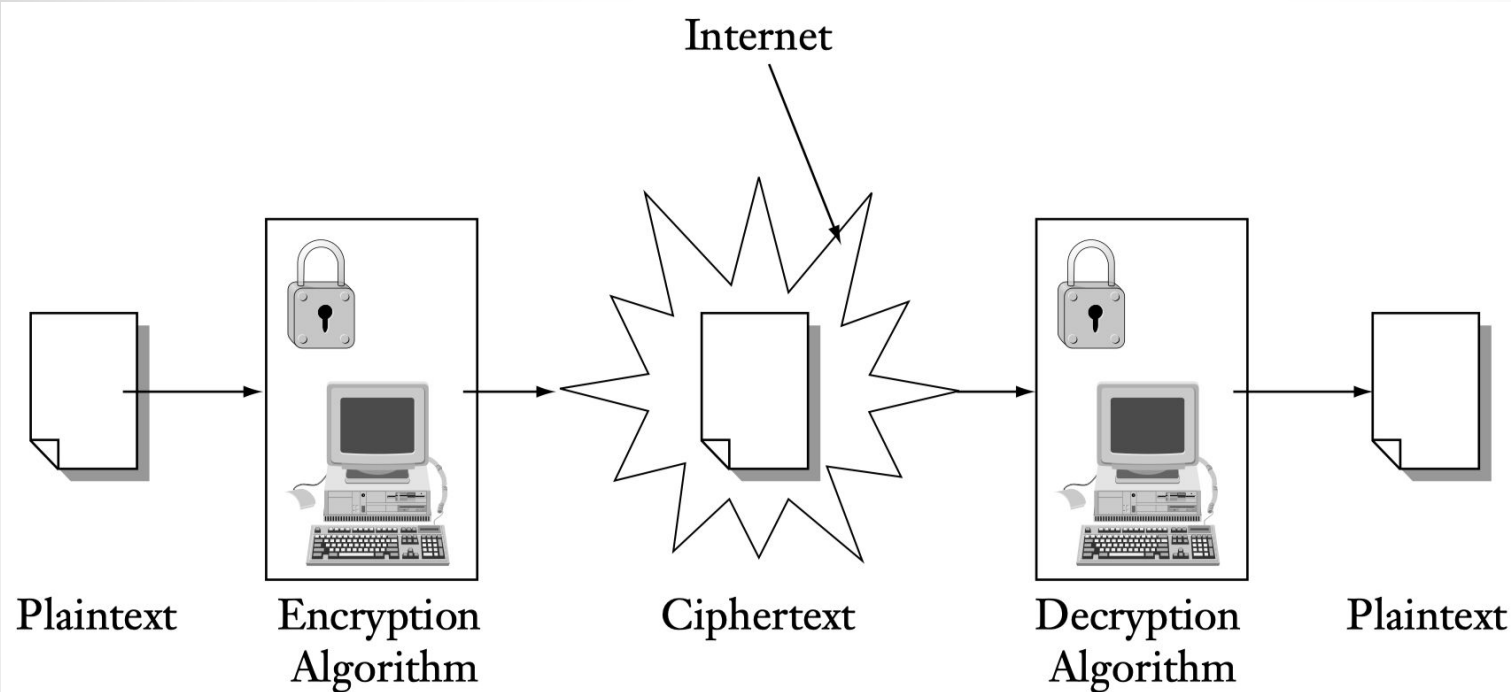 Internet
Plaintext
Encryption
Algorithm
Ciphertext
Decryption
Algorithm
Plaintext